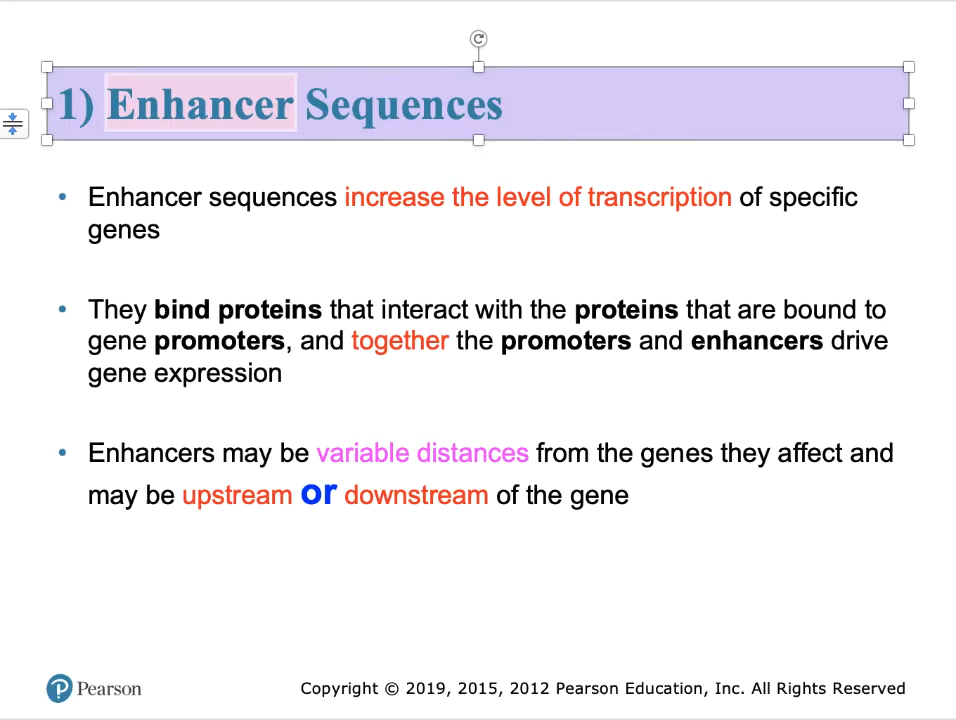 1) Enhancer Sequences
• Enhancer sequences increase the level of transcription of specific
genes
• They bind proteins that interact with the proteins that are bound to
gene promoters, and together the promoters and enhancers drive
gene expression
• Enhancers may be variable distances from the genes they affect and
may be upstream or downstream of the gene
Pearson
Copyright © 2019, 2015, 2012 Pearson Education, Inc. All Rights Reserved